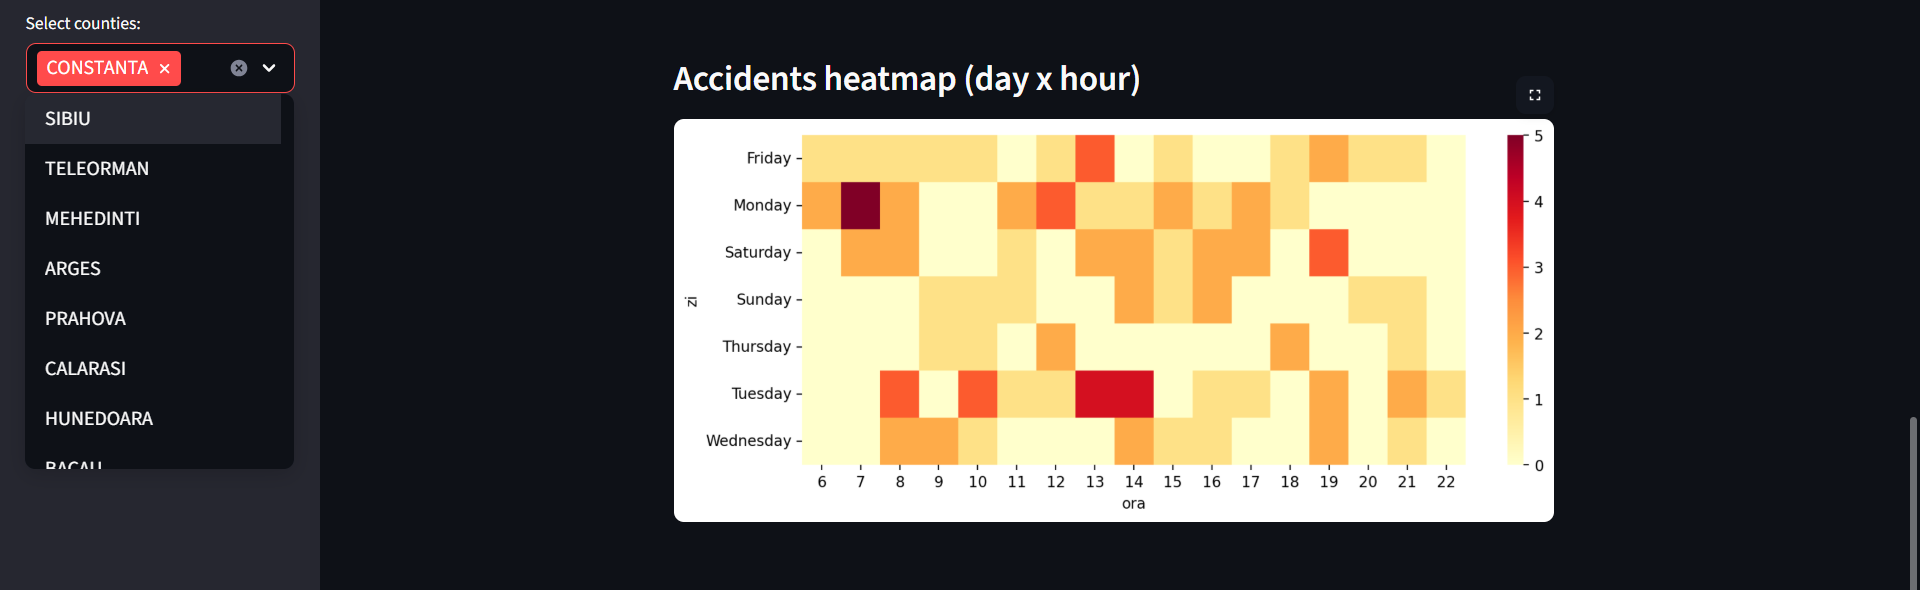 Select counties:
CONSTANTA
SIBIU
TELEORMAN
MEHEDINTI
ARGES
PRAHOVA
CALARASI
HUNEDOARA
BACAU
Accidents heatmap (day x hour)
Friday
Monday
Saturday
Sunday
Thursday
Tuesday
Wednesday
zi
6 7 8 9 10 11 12 13 14 15 16 17 18 19 20 21 22
ora
5
4
3
2
1
0